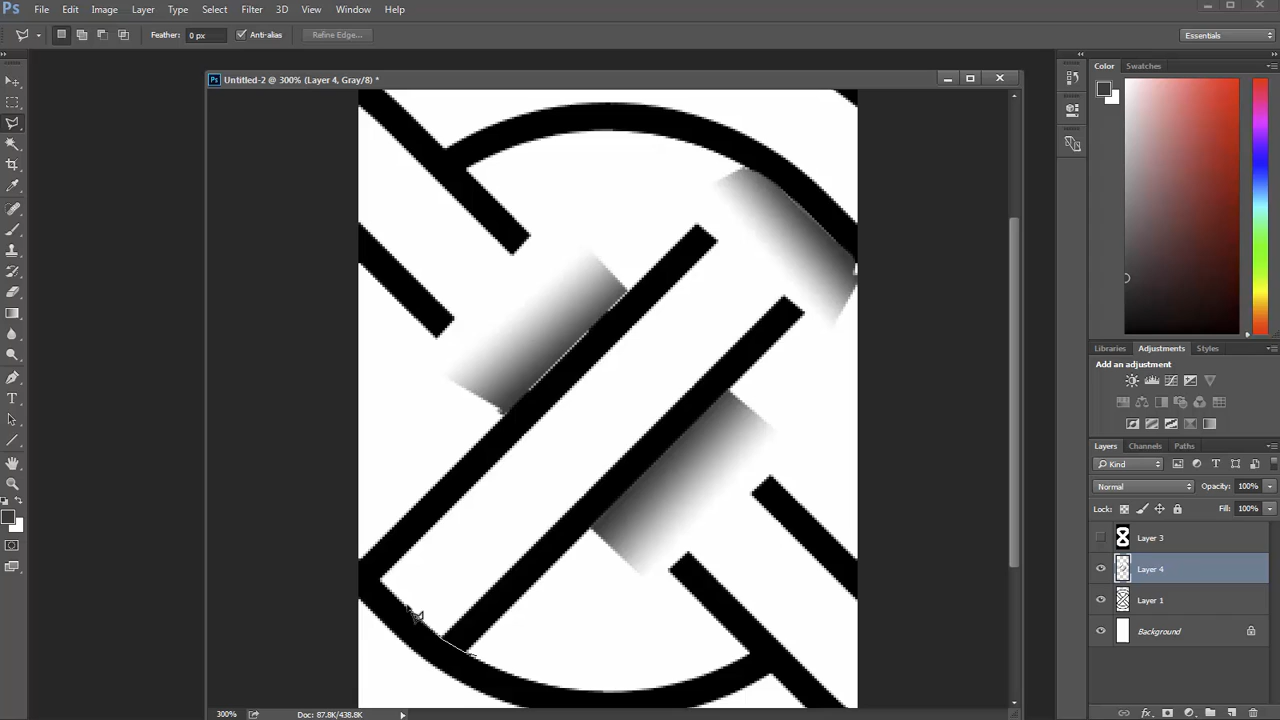 Ps File Edit Image Layer Type Select Filter 3D View Window Help
Feather: 0 px Anti-alias Refine Edge... Essentials
Untitled-2 @ 300% (Layer 4, Gray/8) *
Color Swatches
Libraries Adjustments Styles
Add an adjustment
Layers Channels Paths
Kind
Normal Opacity: 100%
Lock: Fill: 100%
Layer 3
Layer 4
Layer 1
Background
300% Doc: 87.8K/438.8K